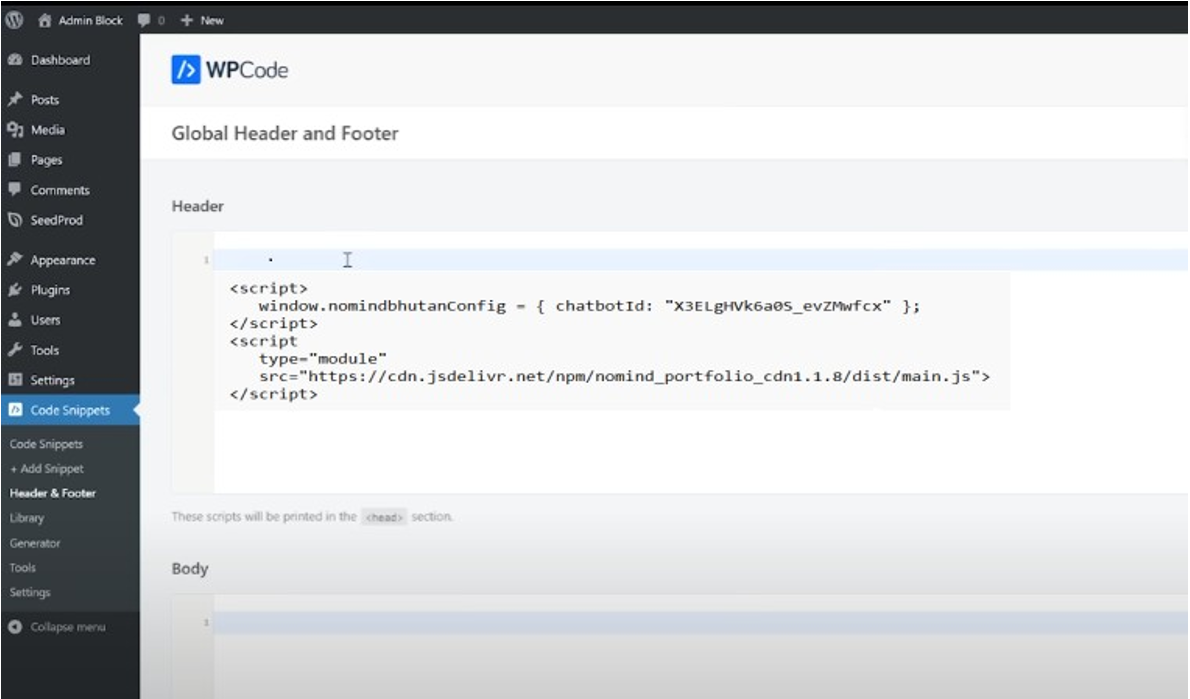 Admin Block 0 + New
Dashboard
Posts
Media
Pages
Comments
SeedProd
Appearance
Plugins
Users
Tools
Settings
Code Snippets
Code Snippets
+ Add Snippet
Header & Footer
Library
Generator
Tools
Settings
Collapse menu
WPCode
Global Header and Footer
Header
1
<script>
window.nomindbhutanConfig = { chatbotId: "X3ELgHVk6a0S_evZMwfcx" };
</script>
<script
type="module"
src="https://cdn.jsdelivr.net/npm/nomind_portfolio_cdn1.1.8/dist/main.js">
</script>
These scripts will be printed in the <head> section.
Body
1